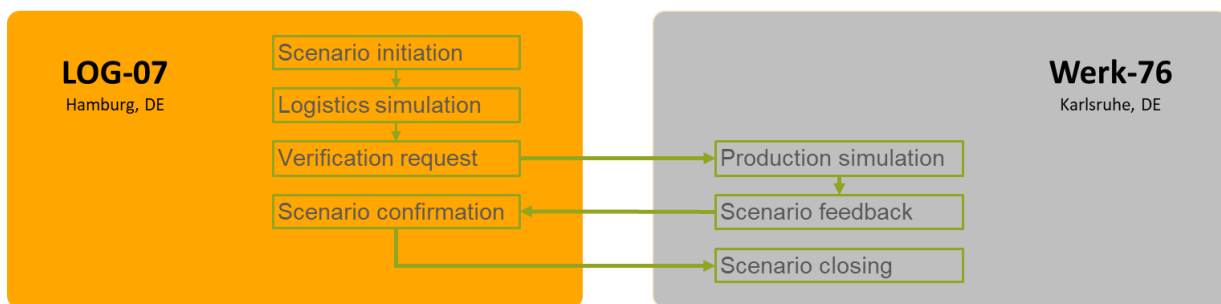 LOG-07
Hamburg, DE
Scenario initiation
Logistics simulation
Verification request
Scenario confirmation
Werk-76
Karlsruhe, DE
Production simulation
Scenario feedback
Scenario closing